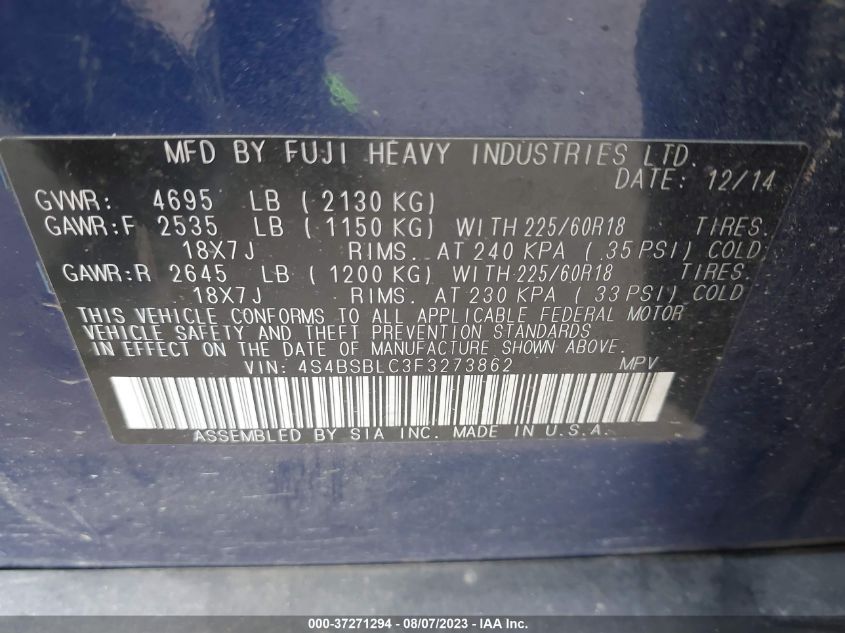 MFD BY FUJI HEAVY INDUSTRIES LTD.
DATE: 12/14
GVWR: 4695 LB ( 2130 KG)
GAWR:F 2535 LB ( 1150 KG) WITH 225/60R18 TIRES.
18X7J RIMS. AT 240 KPA ( 35 PSI) COLD
GAWR:R 2645 LB ( 1200 KG) WITH 225/60R18 TIRES.
18X7J RIMS. AT 230 KPA ( 33 PSI) COLD
THIS VEHICLE CONFORMS TO ALL APPLICABLE FEDERAL MOTOR
VEHICLE SAFETY AND THEFT PREVENTION STANDARDS
IN EFFECT ON THE DATE OF MANUFACTURE SHOWN ABOVE.
VIN: 4S4BSBLC3F3273862 MPV
ASSEMBLED BY SIA INC. MADE IN U.S.A.
000-37271294 - 08/07/2023 - IAA Inc.